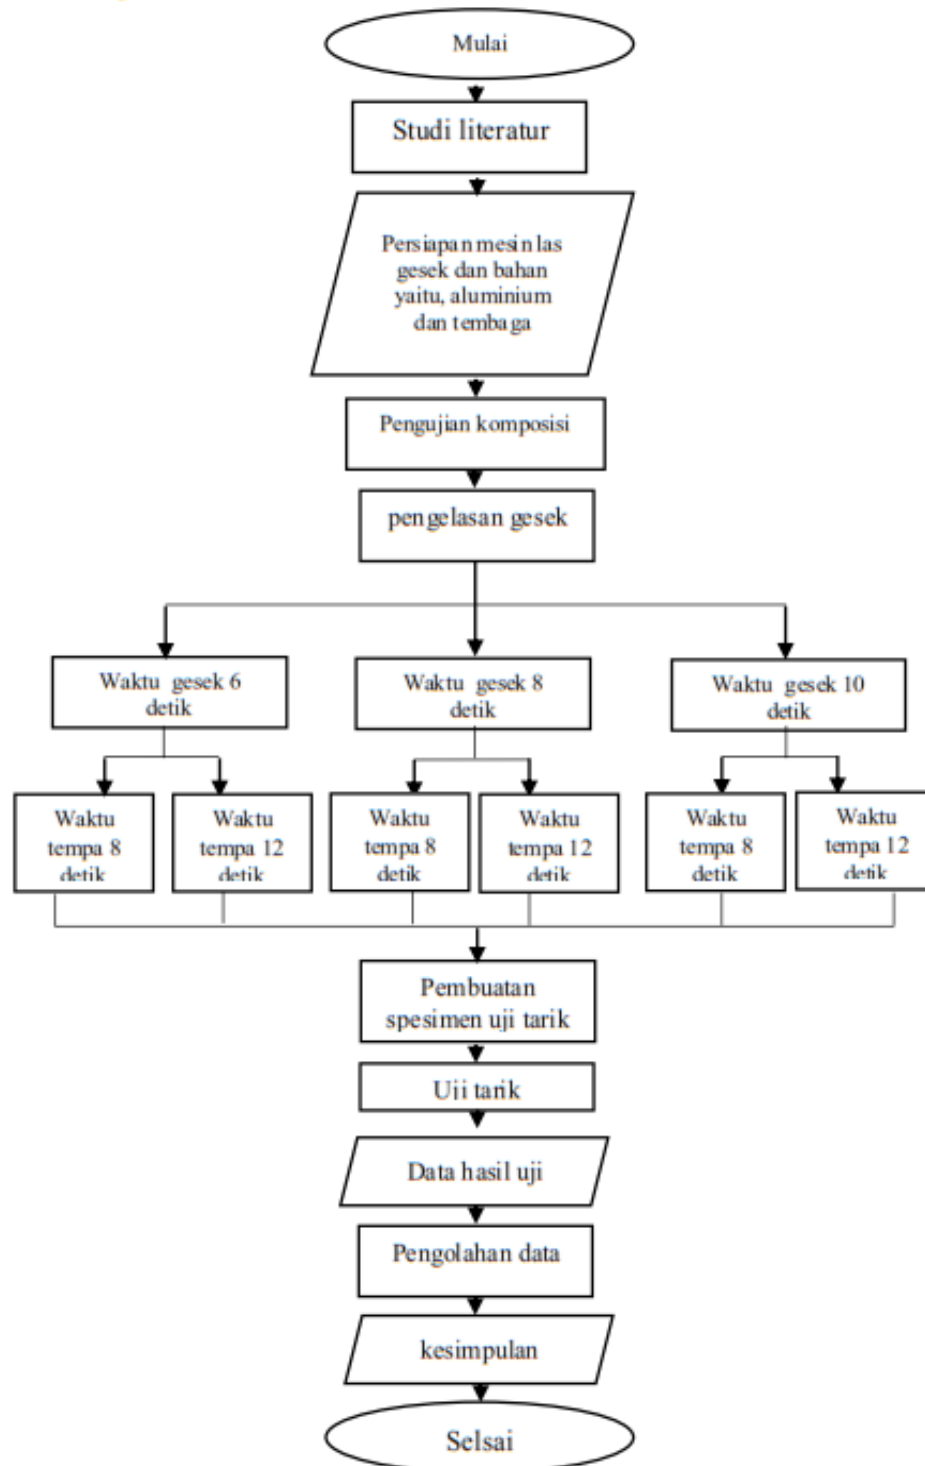 Mulai
Studi literatur
Persiapan mesin las
gesek dan bahan
yaitu, aluminium
dan tembaga
Pengujian komposisi
pengelasan gesek
Waktu gesek 6
detik
Waktu gesek 8
detik
Waktu gesek 10
detik
Waktu
tempa 8
detik
Waktu
tempa 12
detik
Waktu
tempa 8
detik
Waktu
tempa 12
detik
Waktu
tempa 8
detik
Waktu
tempa 12
detik
Pembuatan
spesimen uji tarik
Uji tarik
Data hasil uji
Pengolahan data
kesimpulan
Selsai